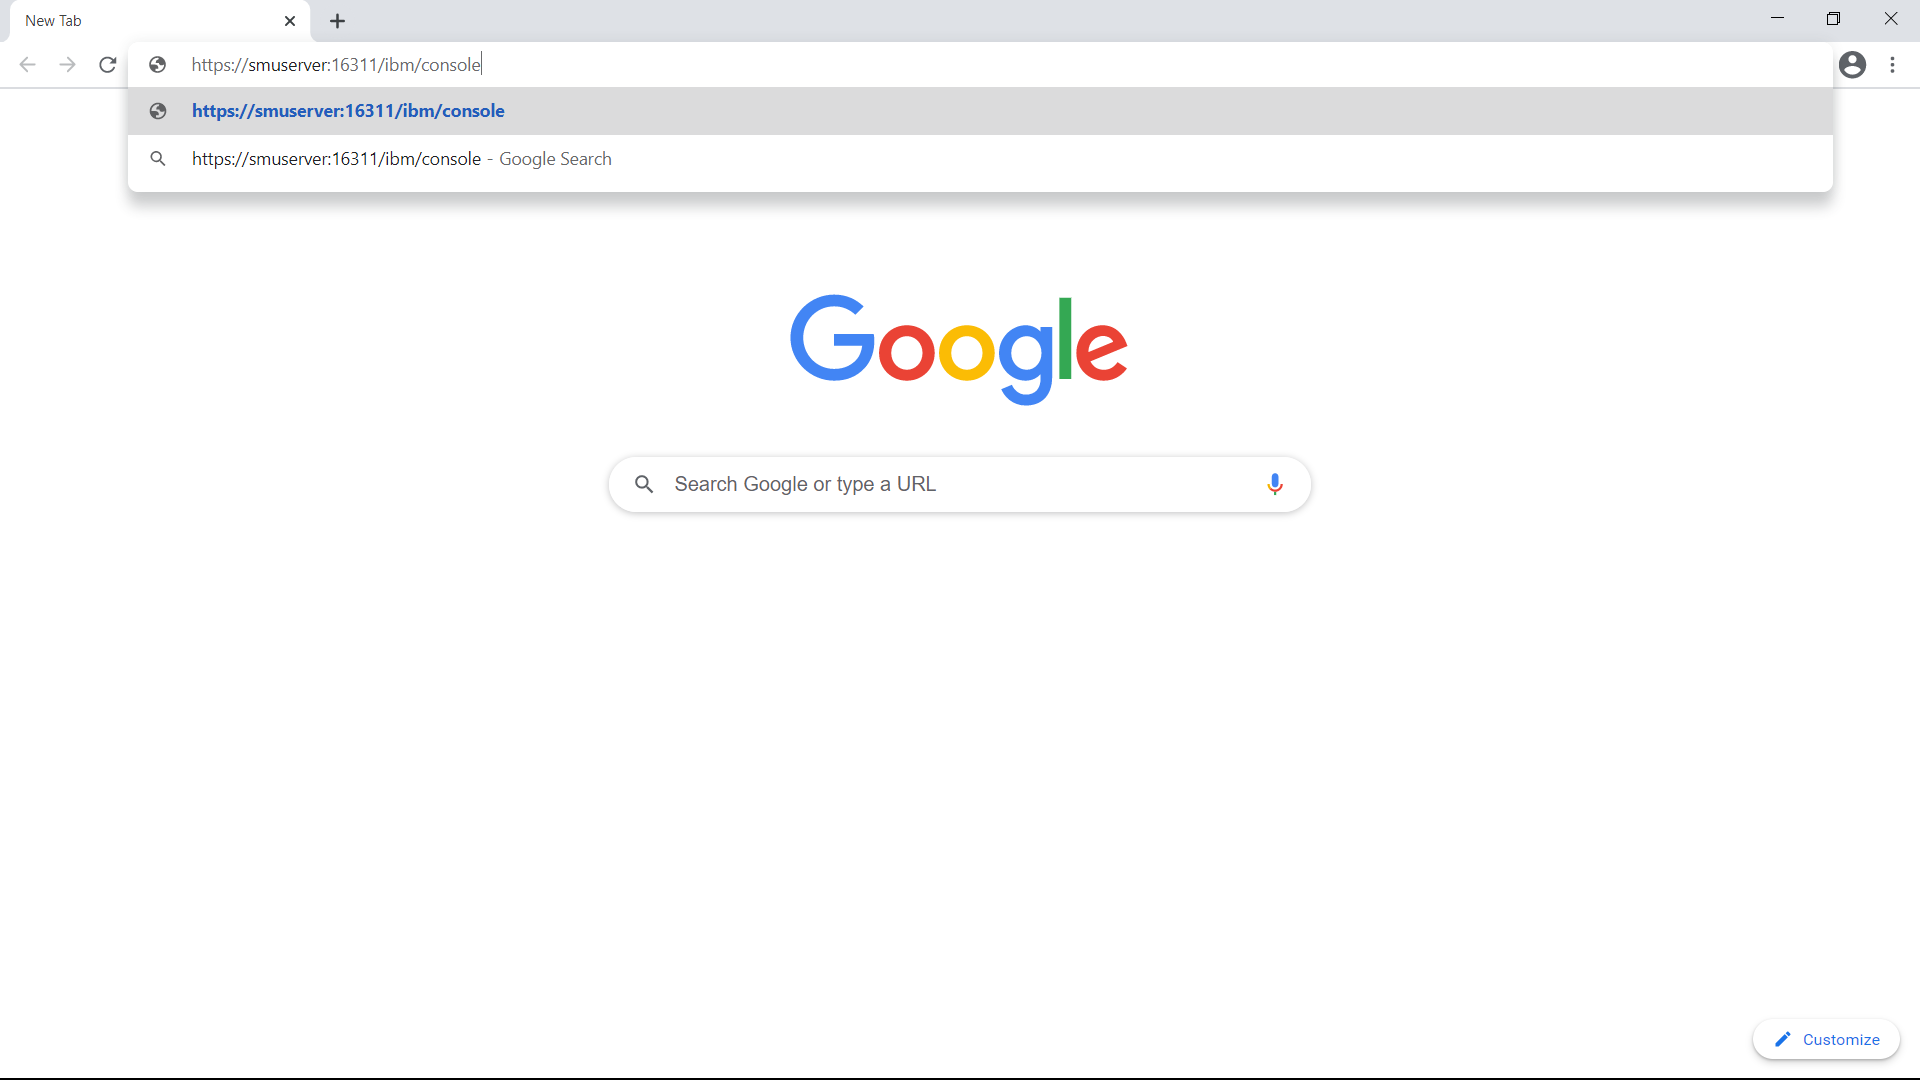 New Tab
https://smuserver:16311/ibm/console
https://smuserver:16311/ibm/console
https://smuserver:16311/ibm/console - Google Search
Google
Search Google or type a URL
Customize